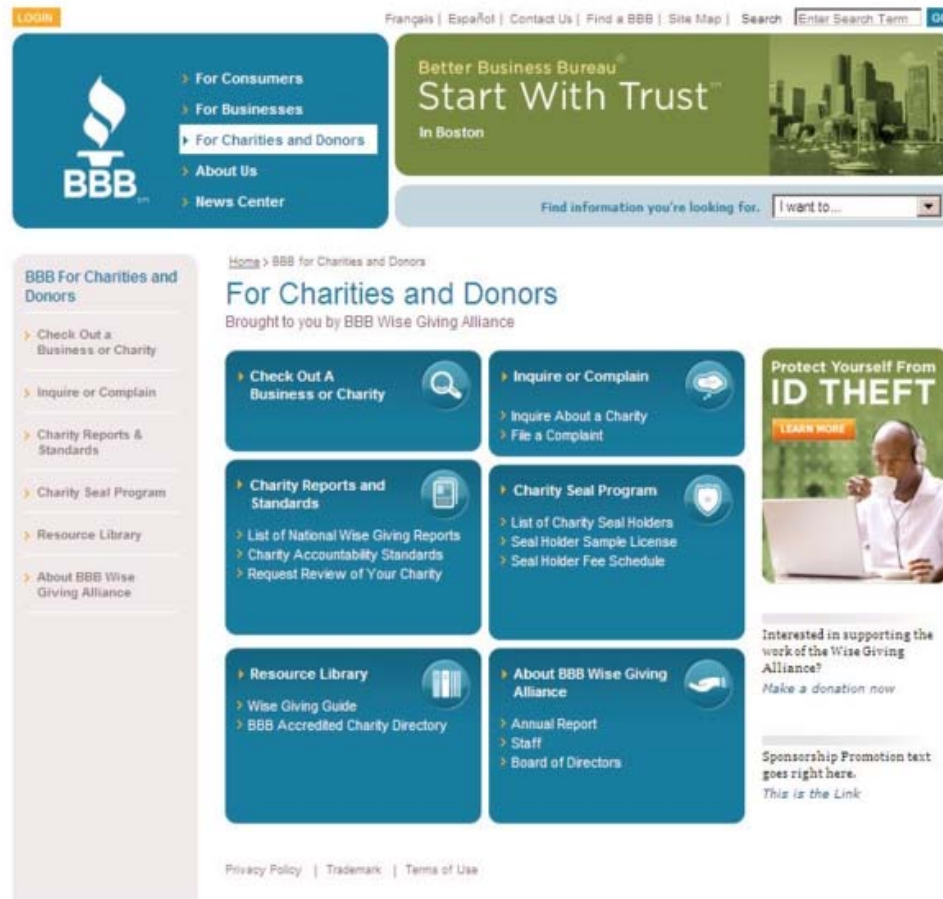 LOGIN
Français | Español | Contact Us | Find a BBB | Site Map | Search Enter Search Term
BBB
For Consumers
For Businesses
For Charities and Donors
About Us
News Center
Better Business Bureau®
Start With Trust™
In Boston
Find information you're looking for. I want to...
BBB For Charities and
Donors
Check Out a
Business or Charity
Inquire or Complain
Charity Reports &
Standards
Charity Seal Program
Resource Library
About BBB Wise
Giving Alliance
Home > BBB for Charities and Donors
For Charities and Donors
Brought to you by BBB Wise Giving Alliance
Check Out A
Business or Charity
Inquire or Complain
Inquire About a Charity
File a Complaint
Charity Reports and
Standards
List of National Wise Giving Reports
Charity Accountability Standards
Request Review of Your Charity
Charity Seal Program
List of Charity Seal Holders
Seal Holder Sample License
Seal Holder Fee Schedule
Resource Library
Wise Giving Guide
BBB Accredited Charity Directory
About BBB Wise Giving
Alliance
Annual Report
Staff
Board of Directors
Protect Yourself From
ID THEFT
LEARN MORE
Interested in supporting the
work of the Wise Giving
Alliance?
Make a donation now
Sponsorship Promotion text
goes right here.
This is the Link
Privacy Policy | Trademark | Terms of Use